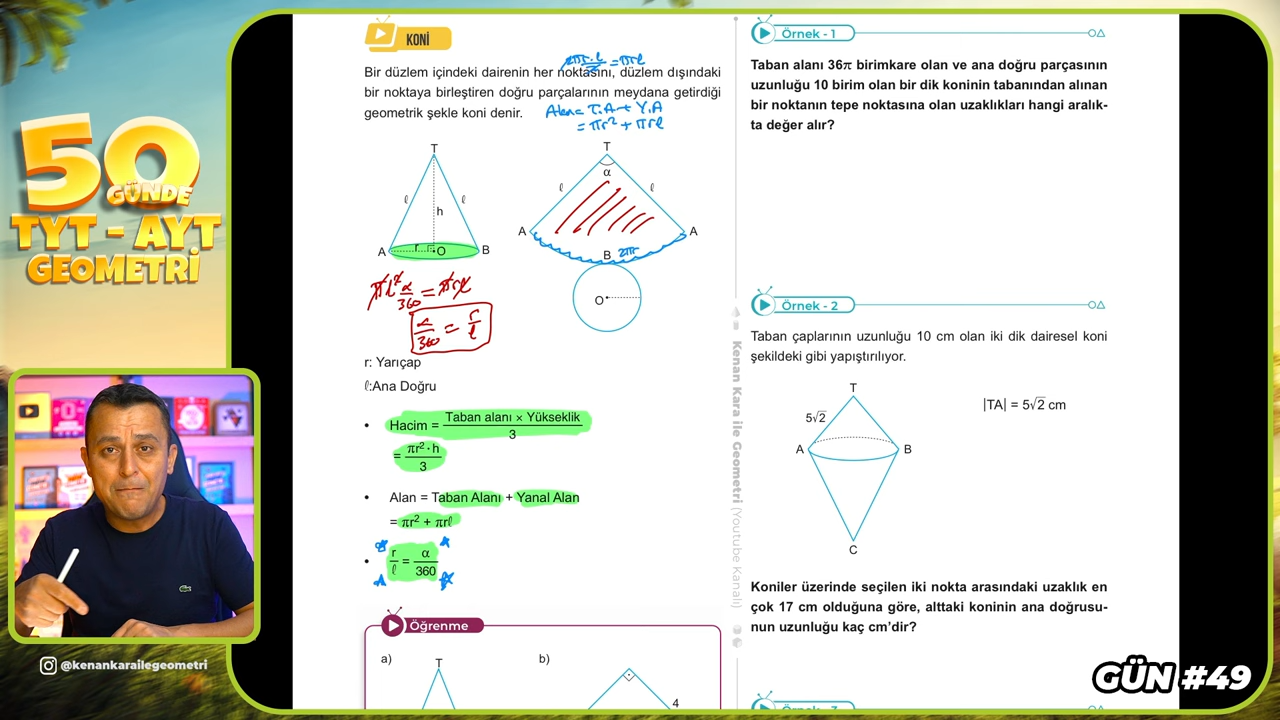 50
GÜNDE
TYT - AYT
GEOMETRİ
@kenankarailegeometri
GÜN #49
KONİ
Bir düzlem içindeki dairenin her noktasını, düzlem dışındaki
bir noktaya birleştiren doğru parçalarının meydana getirdiği
geometrik şekle koni denir.
= πrℓ
Alan = T.A + Y.A
= πr² + πrℓ
T
ℓ
ℓ
h
r
A
O
B
T
α
ℓ
ℓ
A
A
B
2πr
O
πℓ² α/360 = πrℓ
α/360 = r/ℓ
r: Yarıçap
ℓ:Ana Doğru
• Hacim = Taban alanı × Yükseklik
3
= πr² · h
3
• Alan = Taban Alanı + Yanal Alan
= πr² + πrℓ
• r/ℓ = α/360
Öğrenme
a)
T
b)
4
Kenan Kara ile Geometri (Youtube Kanalı)
Örnek - 1
Taban alanı 36π birimkare olan ve ana doğru parçasının
uzunluğu 10 birim olan bir dik koninin tabanından alınan
bir noktanın tepe noktasına olan uzaklıkları hangi aralık-
ta değer alır?
Örnek - 2
Taban çaplarının uzunluğu 10 cm olan iki dik dairesel koni
şekildeki gibi yapıştırılıyor.
T
5√2
|TA| = 5√2 cm
A
B
C
Koniler üzerinde seçilen iki nokta arasındaki uzaklık en
çok 17 cm olduğuna göre, alttaki koninin ana doğrusu-
nun uzunluğu kaç cm'dir?